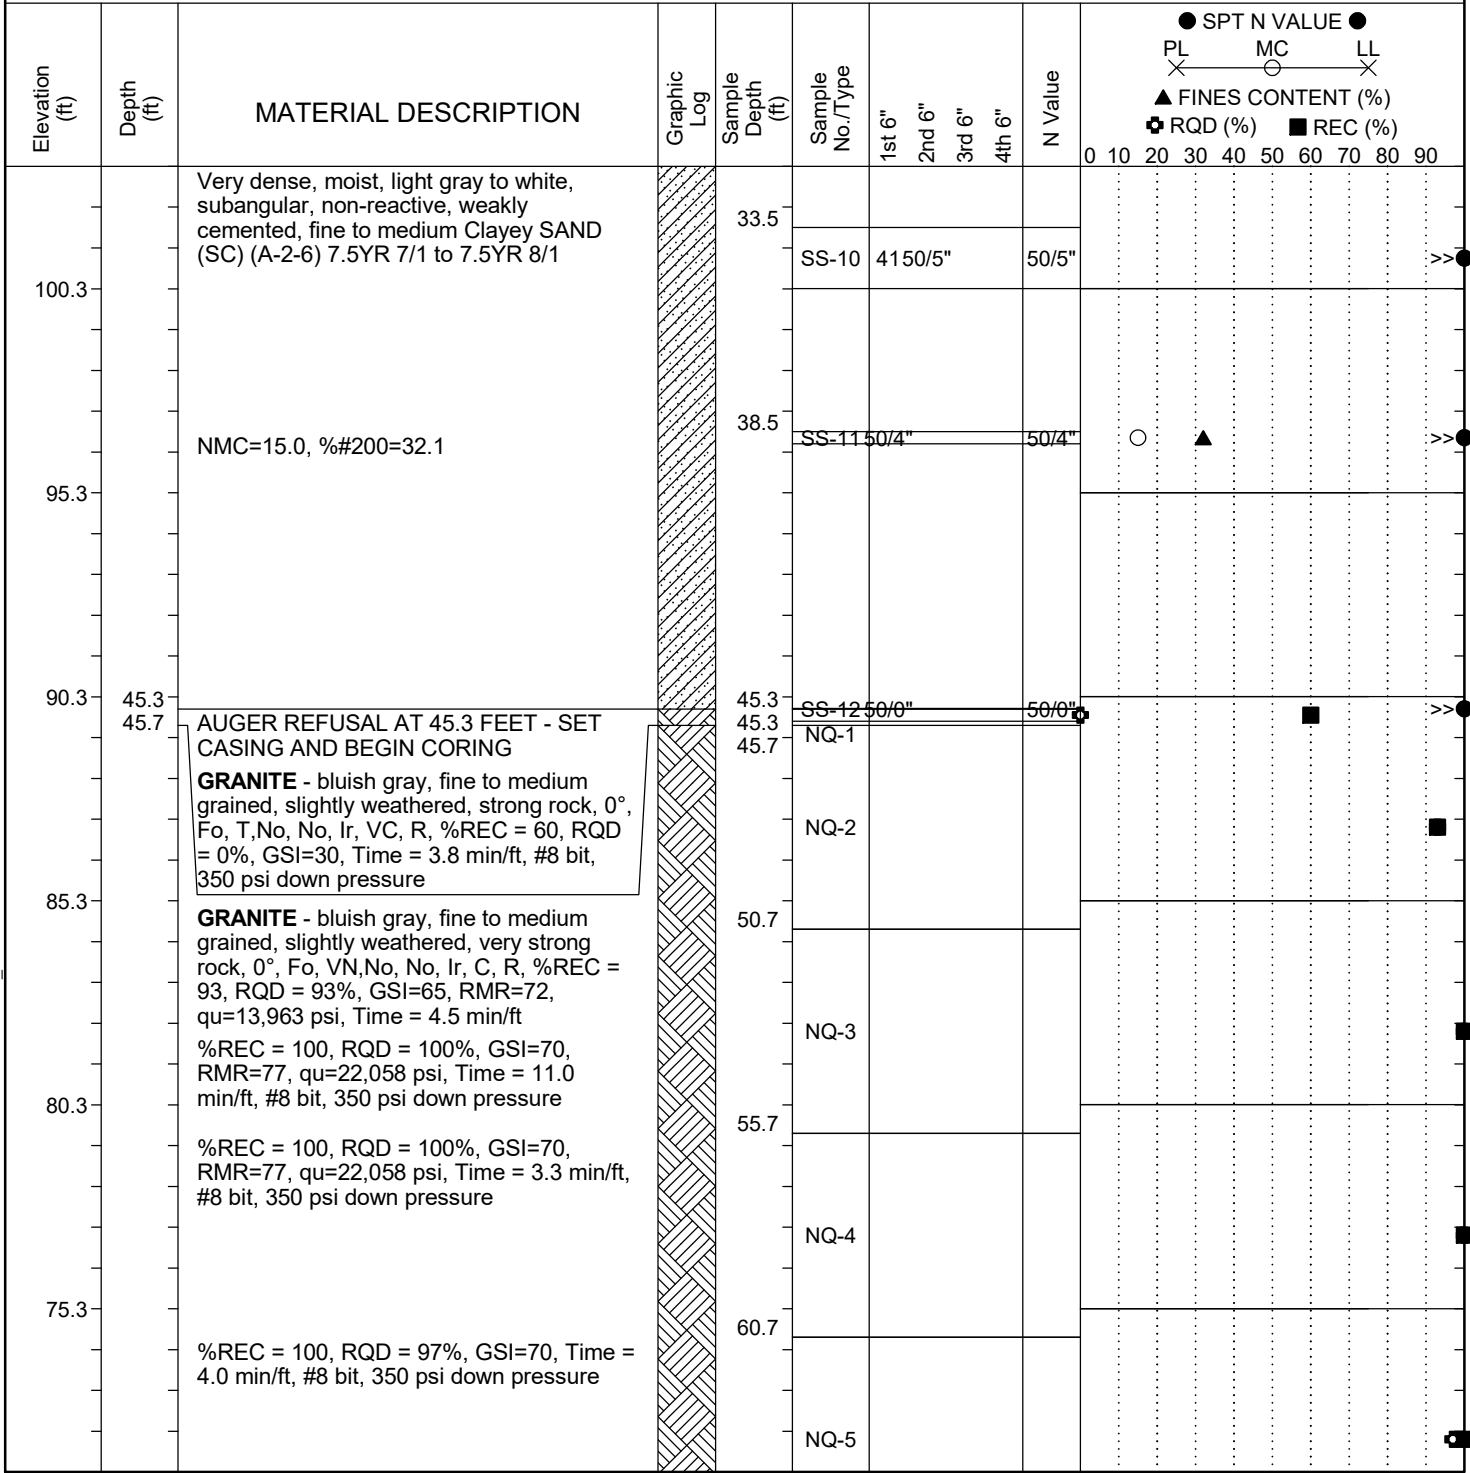 Elevation
(ft)
Depth
(ft)
MATERIAL DESCRIPTION
Graphic
Log
Sample
Depth
(ft)
Sample
No./Type
1st 6"
2nd 6"
3rd 6"
4th 6"
N Value
SPT N VALUE
PL MC LL
FINES CONTENT (%)
RQD (%) REC (%)
0 10 20 30 40 50 60 70 80 90
Very dense, moist, light gray to white,
subangular, non-reactive, weakly
cemented, fine to medium Clayey SAND
(SC) (A-2-6) 7.5YR 7/1 to 7.5YR 8/1
33.5
SS-10 41 50/5" 50/5" >>
100.3
38.5
NMC=15.0, %#200=32.1
SS-11 50/4" 50/4" >>
95.3
90.3
45.3 45.3
SS-12 50/0" 50/0" >>
45.7 45.3
AUGER REFUSAL AT 45.3 FEET - SET
CASING AND BEGIN CORING
45.7 NQ-1
GRANITE - bluish gray, fine to medium
grained, slightly weathered, strong rock, 0°,
Fo, T,No, No, Ir, VC, R, %REC = 60, RQD
= 0%, GSI=30, Time = 3.8 min/ft, #8 bit,
350 psi down pressure
NQ-2
85.3
50.7
GRANITE - bluish gray, fine to medium
grained, slightly weathered, very strong
rock, 0°, Fo, VN,No, No, Ir, C, R, %REC =
93, RQD = 93%, GSI=65, RMR=72,
qu=13,963 psi, Time = 4.5 min/ft
NQ-3
%REC = 100, RQD = 100%, GSI=70,
RMR=77, qu=22,058 psi, Time = 11.0
min/ft, #8 bit, 350 psi down pressure
80.3
55.7
%REC = 100, RQD = 100%, GSI=70,
RMR=77, qu=22,058 psi, Time = 3.3 min/ft,
#8 bit, 350 psi down pressure
NQ-4
75.3
60.7
%REC = 100, RQD = 97%, GSI=70, Time =
4.0 min/ft, #8 bit, 350 psi down pressure
NQ-5